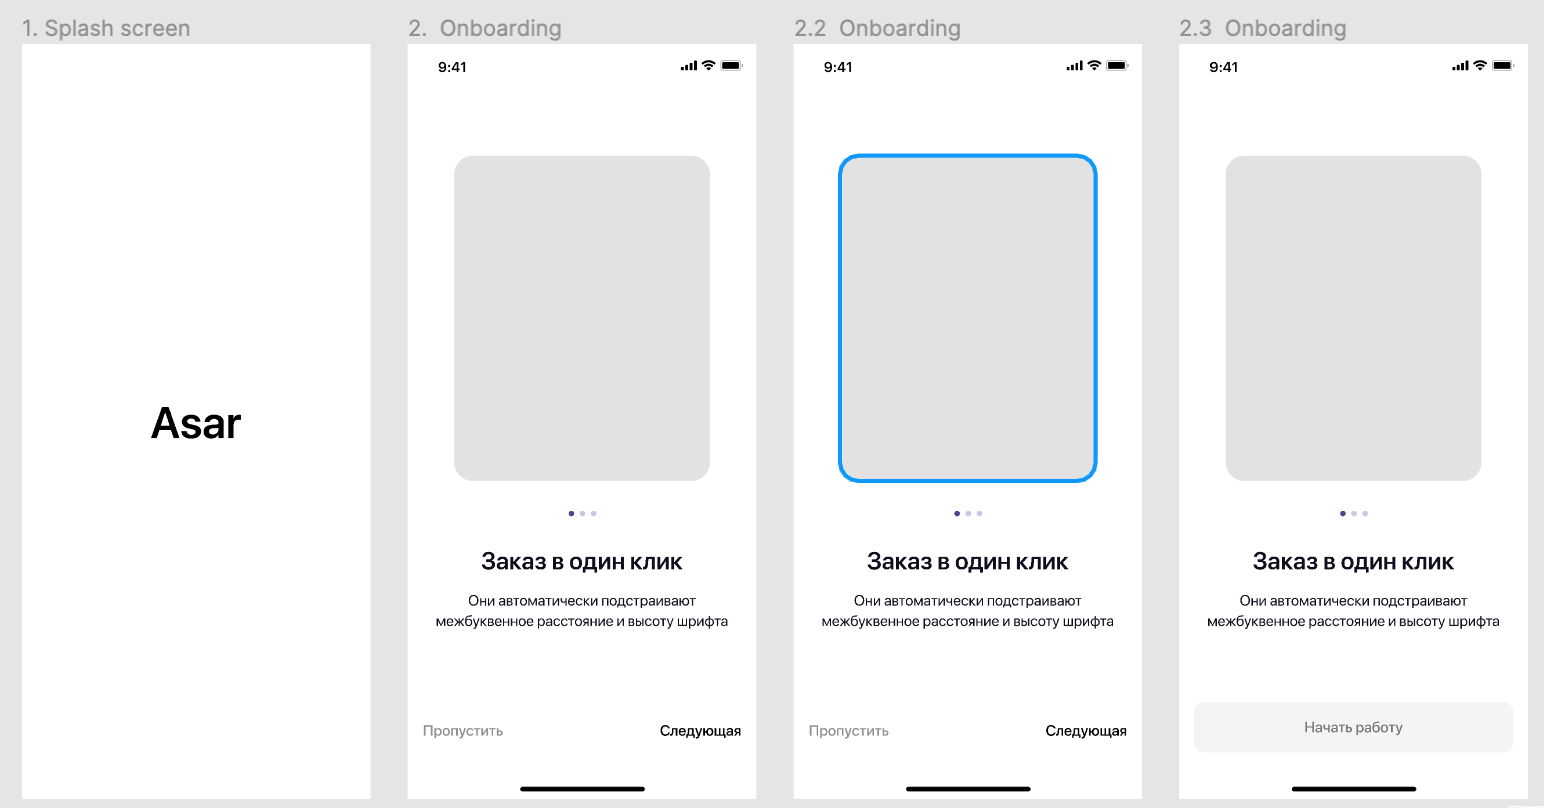 1. Splash screen
Asar
2. Onboarding
9:41
Заказ в один клик
Они автоматически подстраивают
межбуквенное расстояние и высоту шрифта
Пропустить
Следующая
2.2 Onboarding
9:41
Заказ в один клик
Они автоматически подстраивают
межбуквенное расстояние и высоту шрифта
Пропустить
Следующая
2.3 Onboarding
9:41
Заказ в один клик
Они автоматически подстраивают
межбуквенное расстояние и высоту шрифта
Начать работу